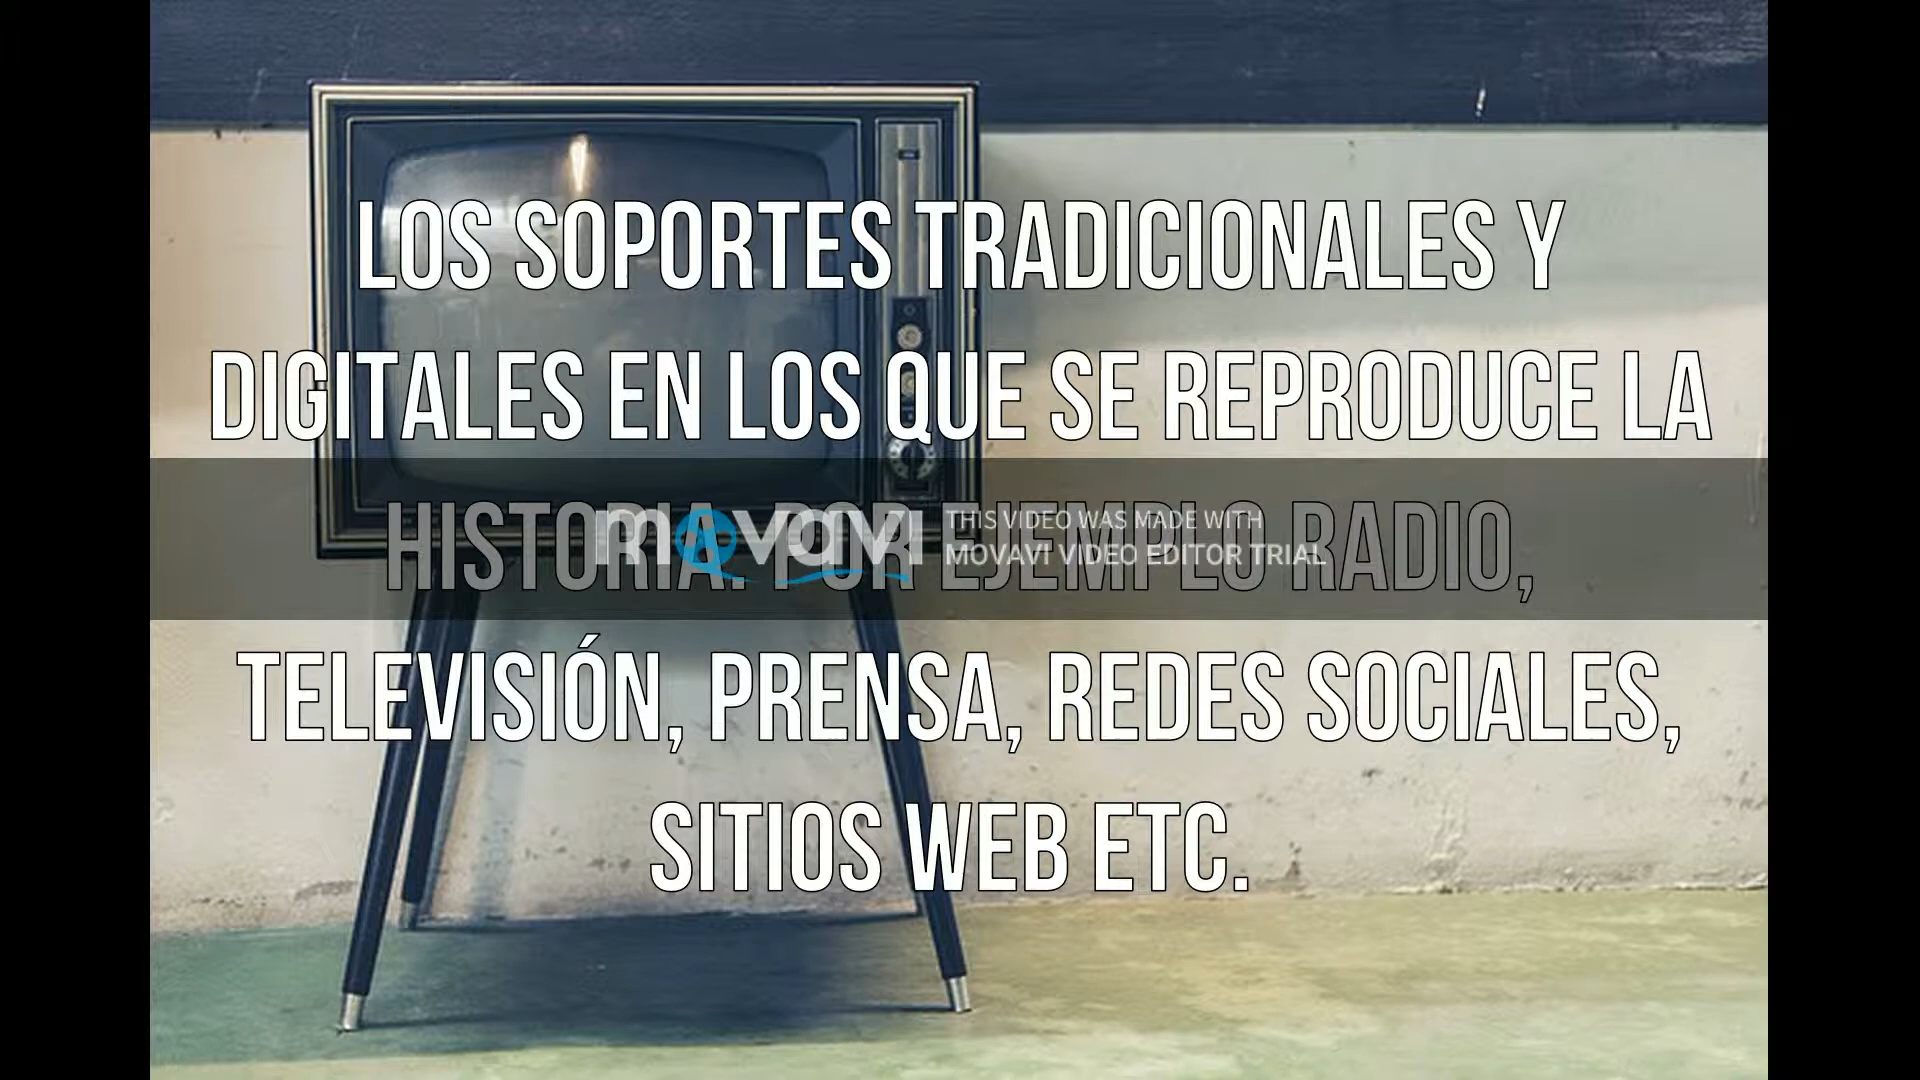 LOS SOPORTES TRADICIONALES Y
DIGITALES EN LOS QUE SE REPRODUCE LA
HISTORIA. POR EJEMPLO RADIO,
movavi
THIS VIDEO WAS MADE WITH
MOVAVI VIDEO EDITOR TRIAL
TELEVISIÓN, PRENSA, REDES SOCIALES,
SITIOS WEB ETC.